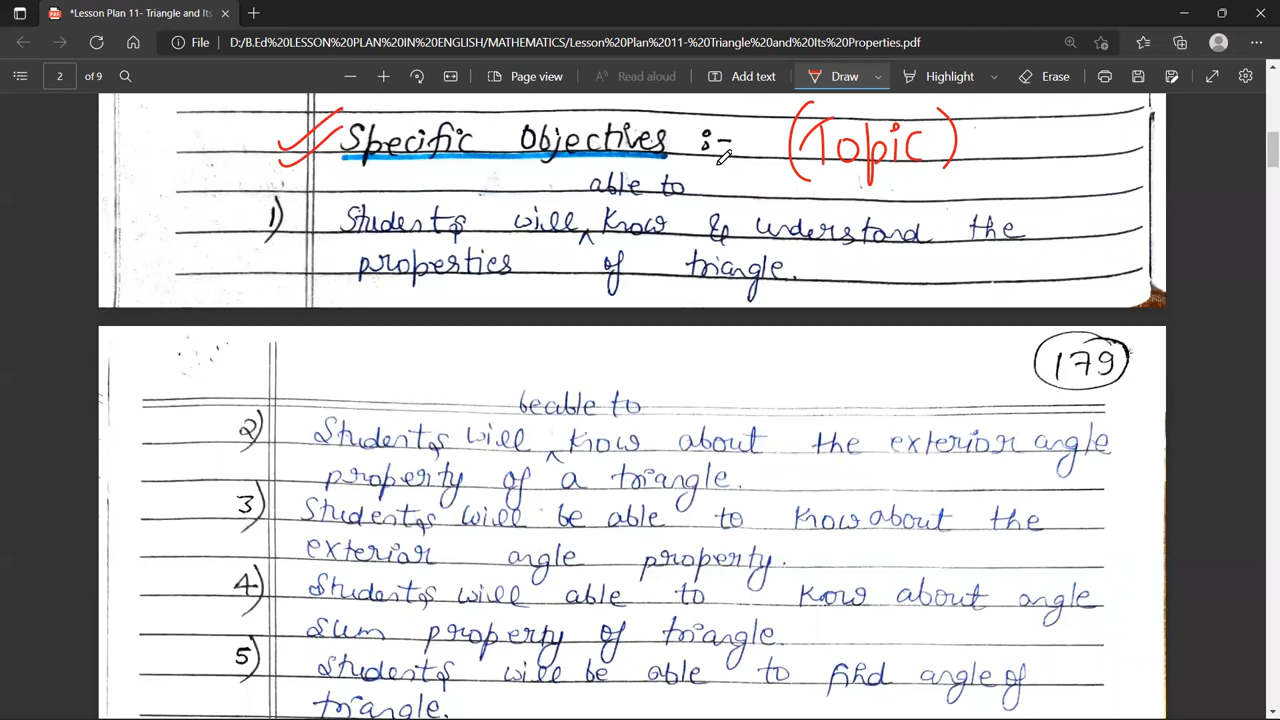 *Lesson Plan 11- Triangle and Its
File D:/B.Ed%20LESSON%20PLAN%20IN%20ENGLISH/MATHEMATICS/Lesson%20Plan%2011-%20Triangle%20and%20Its%20Properties.pdf
2 of 9 Page view Read aloud Add text Draw Highlight Erase
Specific Objectives :- (Topic)
able to
1) Students will ^ know & understand the
properties of triangle.
179
be able to
2) Students will ^ know about the exterior angle
property of a triangle.
3) Students will be able to know about the
exterior angle property.
4) Students will able to know about angle
sum property of triangle.
5) Students will be able to find angle of
triangle.